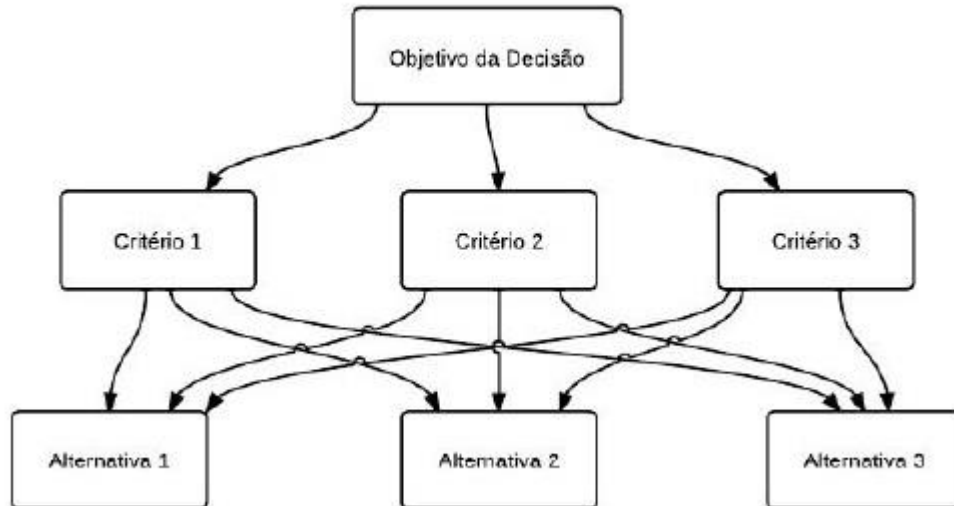 Objetivo da Decisão
Critério 1
Critério 2
Critério 3
Alternativa 1
Alternativa 2
Alternativa 3